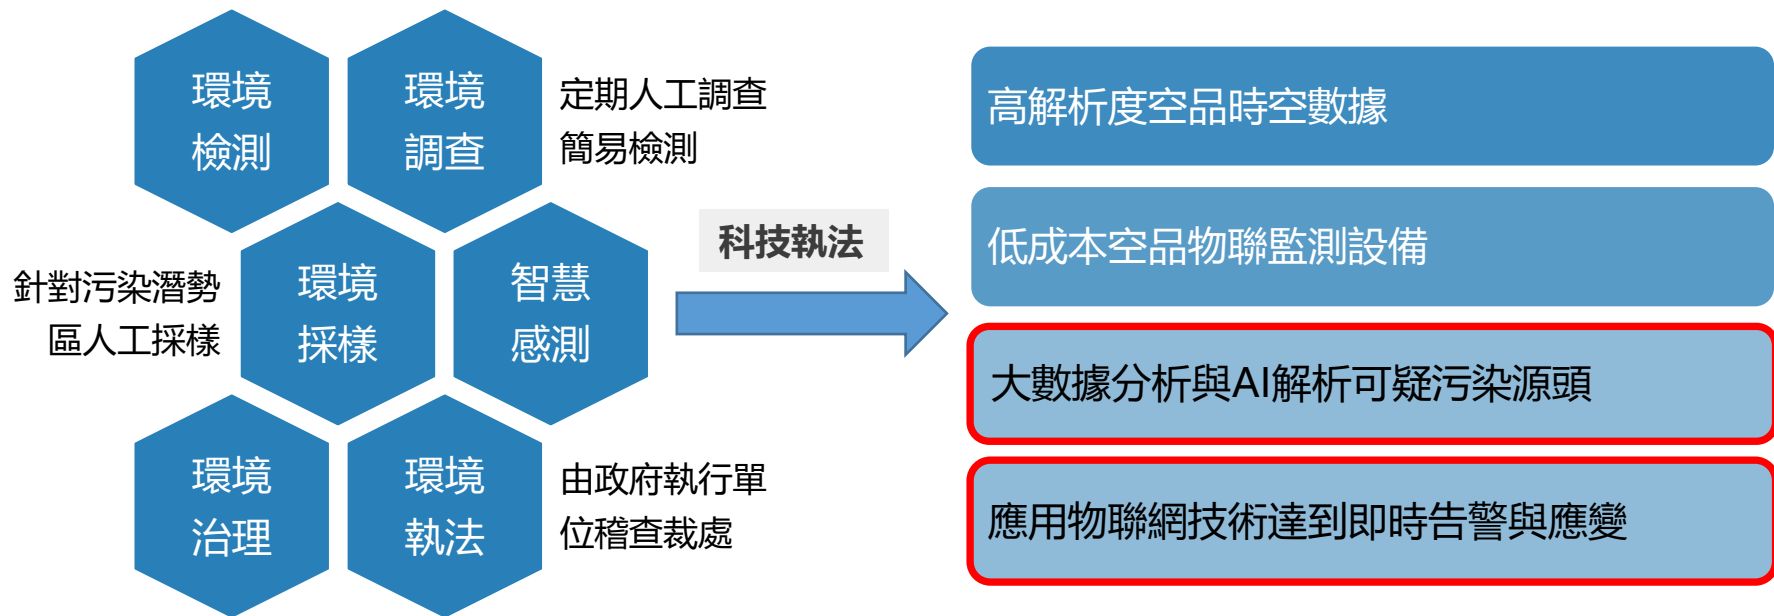 環境
檢測
環境
調查
定期人工調查
簡易檢測
針對污染潛勢
區人工採樣
環境
採樣
智慧
感測
環境
治理
環境
執法
由政府執行單
位稽查裁處
科技執法
高解析度空品時空數據
低成本空品物聯監測設備
大數據分析與AI解析可疑污染源頭
應用物聯網技術達到即時告警與應變